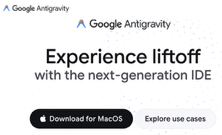 Google Antigravity
Google Antigravity
Experience liftoff
with the next-generation IDE
Download for MacOS
Explore use cases